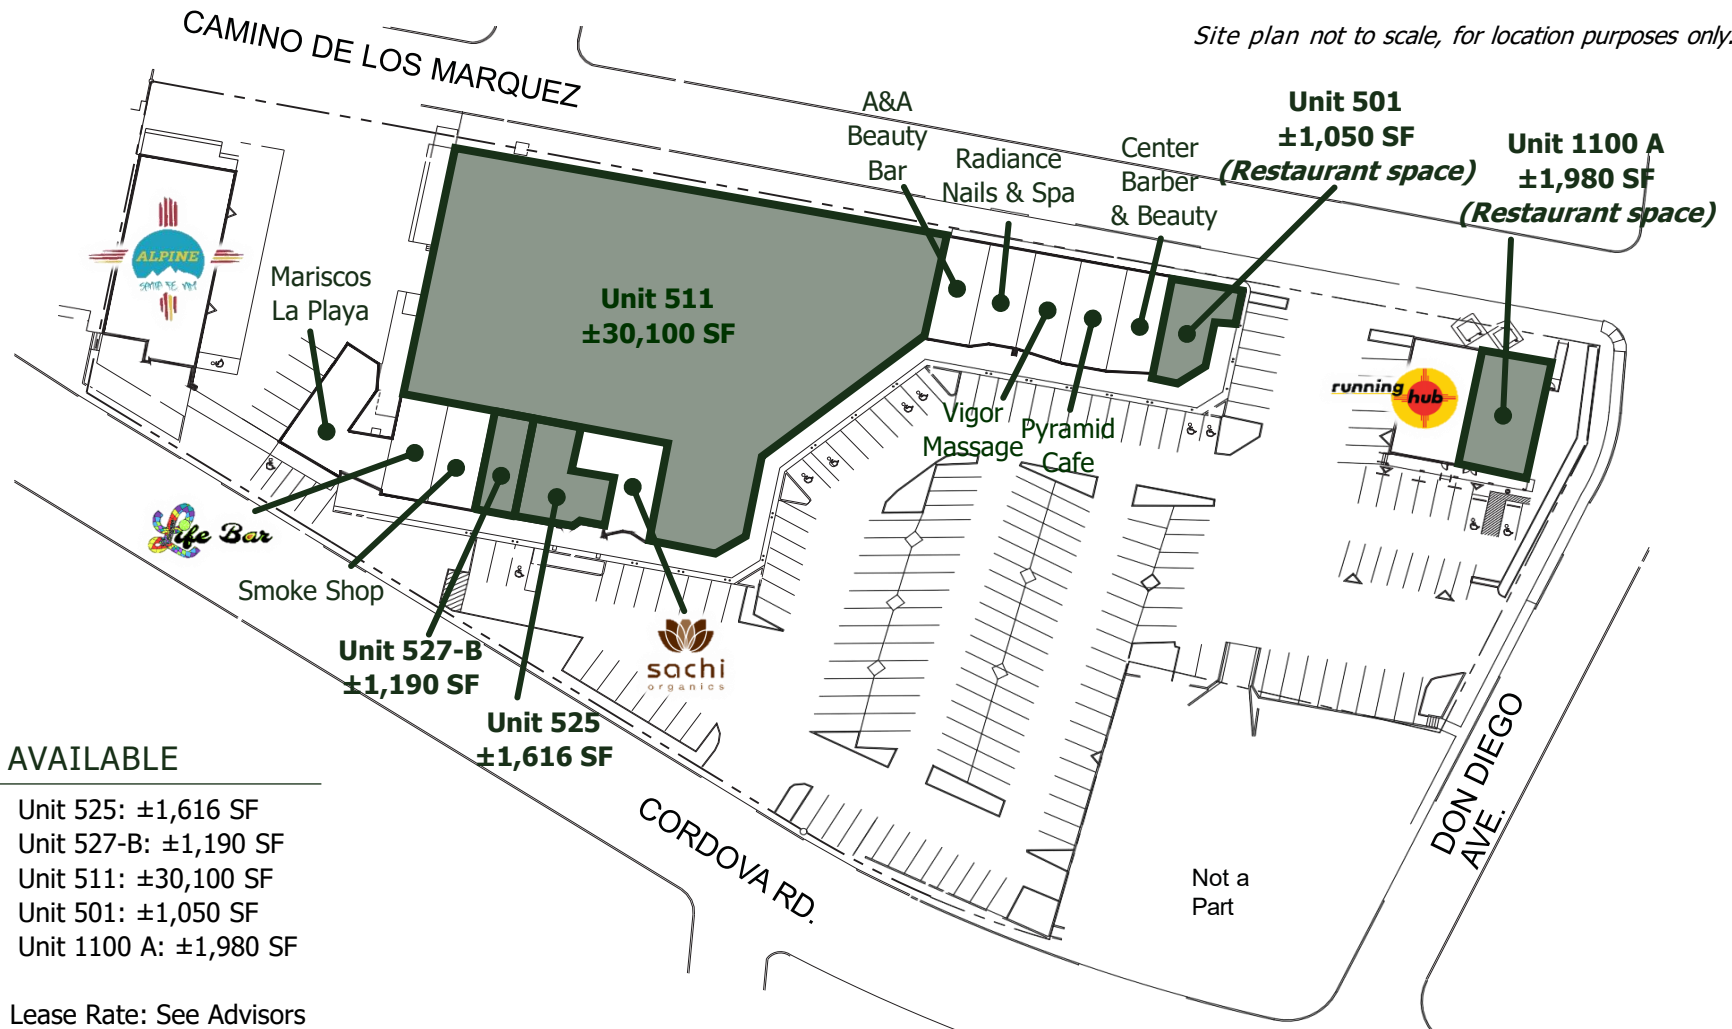 Site plan not to scale, for location purposes only.
CAMINO DE LOS MARQUEZ
A&A
Beauty
Bar
Radiance
Nails & Spa
Center
Barber
& Beauty
Unit 501
±1,050 SF
(Restaurant space)
Unit 1100 A
±1,980 SF
(Restaurant space)
ALPINE
SANTA FE NM
Mariscos
La Playa
Unit 511
±30,100 SF
running
hub
Vigor
Massage
Pyramid
Cafe
Life Bar
Smoke Shop
Unit 527-B
±1,190 SF
sachi
organics
Unit 525
±1,616 SF
CORDOVA RD.
DON DIEGO
AVE.
Not a
Part
AVAILABLE
Unit 525: ±1,616 SF
Unit 527-B: ±1,190 SF
Unit 511: ±30,100 SF
Unit 501: ±1,050 SF
Unit 1100 A: ±1,980 SF
Lease Rate: See Advisors